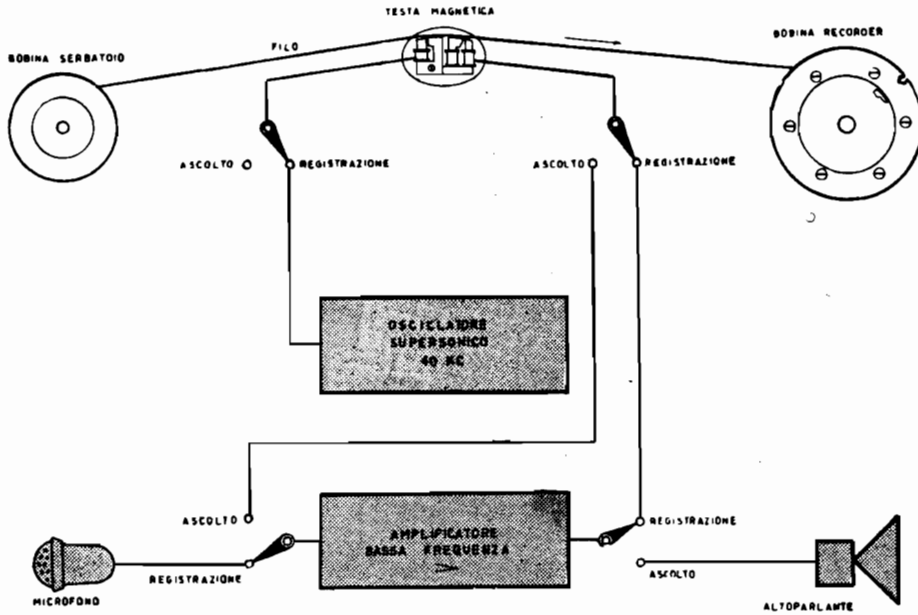 TESTA MAGNETICA
BOBINA SERBATOIO
FILO
BOBINA RECORDER
ASCOLTO
REGISTRAZIONE
ASCOLTO
REGISTRAZIONE
OSCILLATORE
SUPERSONICO
40 KC
ASCOLTO
REGISTRAZIONE
AMPLIFICATORE
BASSA FREQUENZA
REGISTRAZIONE
ASCOLTO
MICROFONO
ALTOPARLANTE